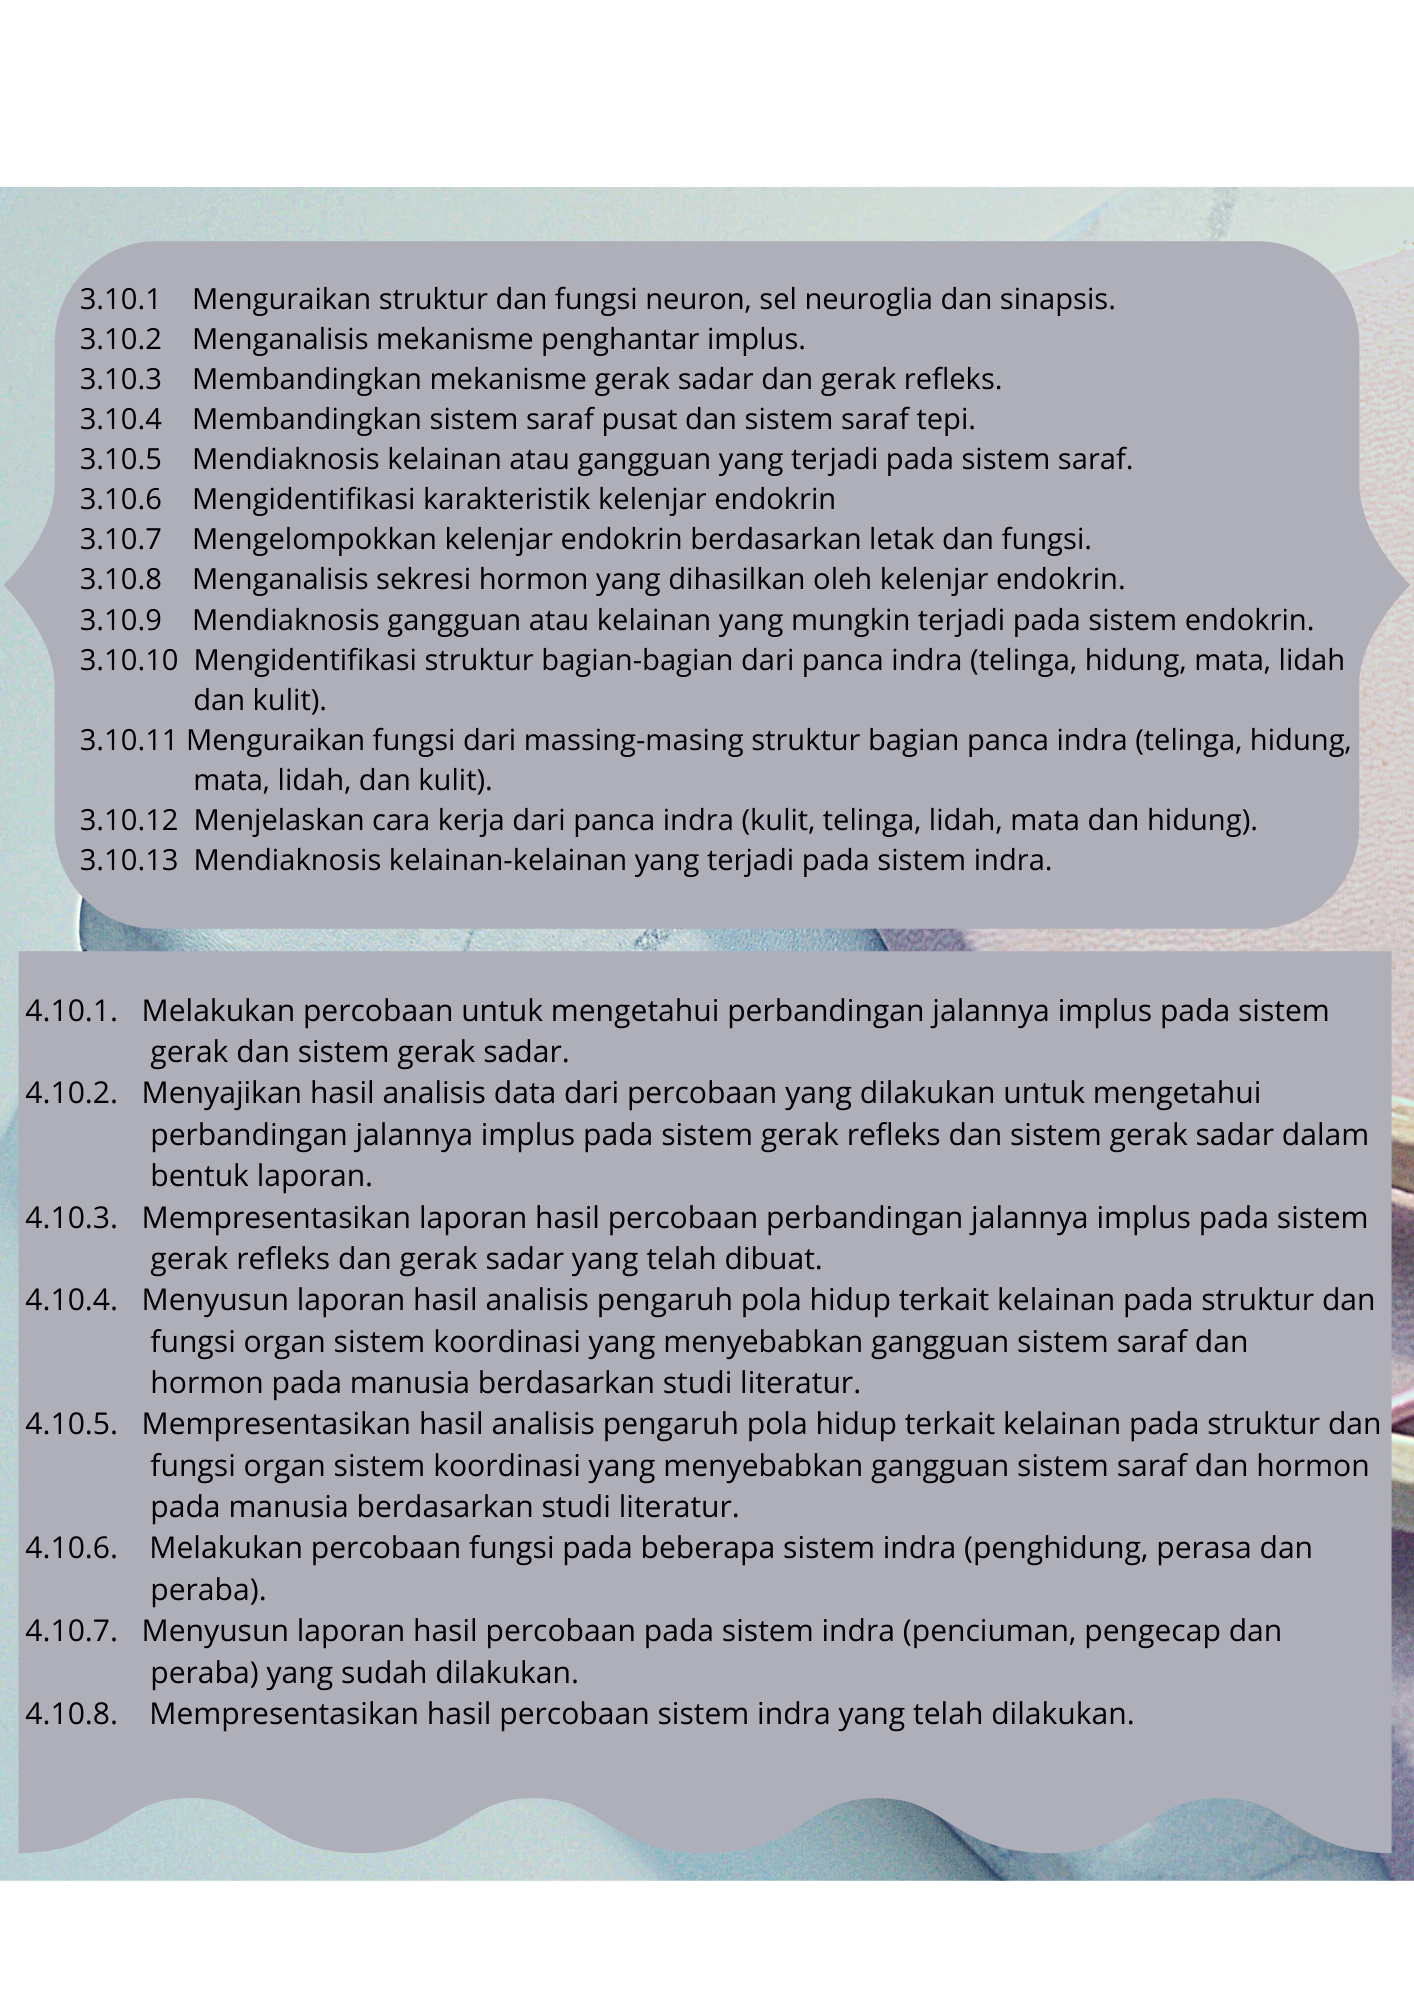 3.10.1 Menguraikan struktur dan fungsi neuron, sel neuroglia dan sinapsis.
3.10.2 Menganalisis mekanisme penghantar implus.
3.10.3 Membandingkan mekanisme gerak sadar dan gerak refleks.
3.10.4 Membandingkan sistem saraf pusat dan sistem saraf tepi.
3.10.5 Mendiaknosis kelainan atau gangguan yang terjadi pada sistem saraf.
3.10.6 Mengidentifikasi karakteristik kelenjar endokrin
3.10.7 Mengelompokkan kelenjar endokrin berdasarkan letak dan fungsi.
3.10.8 Menganalisis sekresi hormon yang dihasilkan oleh kelenjar endokrin.
3.10.9 Mendiaknosis gangguan atau kelainan yang mungkin terjadi pada sistem endokrin.
3.10.10 Mengidentifikasi struktur bagian-bagian dari panca indra (telinga, hidung, mata, lidah
dan kulit).
3.10.11 Menguraikan fungsi dari massing-masing struktur bagian panca indra (telinga, hidung,
mata, lidah, dan kulit).
3.10.12 Menjelaskan cara kerja dari panca indra (kulit, telinga, lidah, mata dan hidung).
3.10.13 Mendiaknosis kelainan-kelainan yang terjadi pada sistem indra.
4.10.1. Melakukan percobaan untuk mengetahui perbandingan jalannya implus pada sistem
gerak dan sistem gerak sadar.
4.10.2. Menyajikan hasil analisis data dari percobaan yang dilakukan untuk mengetahui
perbandingan jalannya implus pada sistem gerak refleks dan sistem gerak sadar dalam
bentuk laporan.
4.10.3. Mempresentasikan laporan hasil percobaan perbandingan jalannya implus pada sistem
gerak refleks dan gerak sadar yang telah dibuat.
4.10.4. Menyusun laporan hasil analisis pengaruh pola hidup terkait kelainan pada struktur dan
fungsi organ sistem koordinasi yang menyebabkan gangguan sistem saraf dan
hormon pada manusia berdasarkan studi literatur.
4.10.5. Mempresentasikan hasil analisis pengaruh pola hidup terkait kelainan pada struktur dan
fungsi organ sistem koordinasi yang menyebabkan gangguan sistem saraf dan hormon
pada manusia berdasarkan studi literatur.
4.10.6. Melakukan percobaan fungsi pada beberapa sistem indra (penghidung, perasa dan
peraba).
4.10.7. Menyusun laporan hasil percobaan pada sistem indra (penciuman, pengecap dan
peraba) yang sudah dilakukan.
4.10.8. Mempresentasikan hasil percobaan sistem indra yang telah dilakukan.